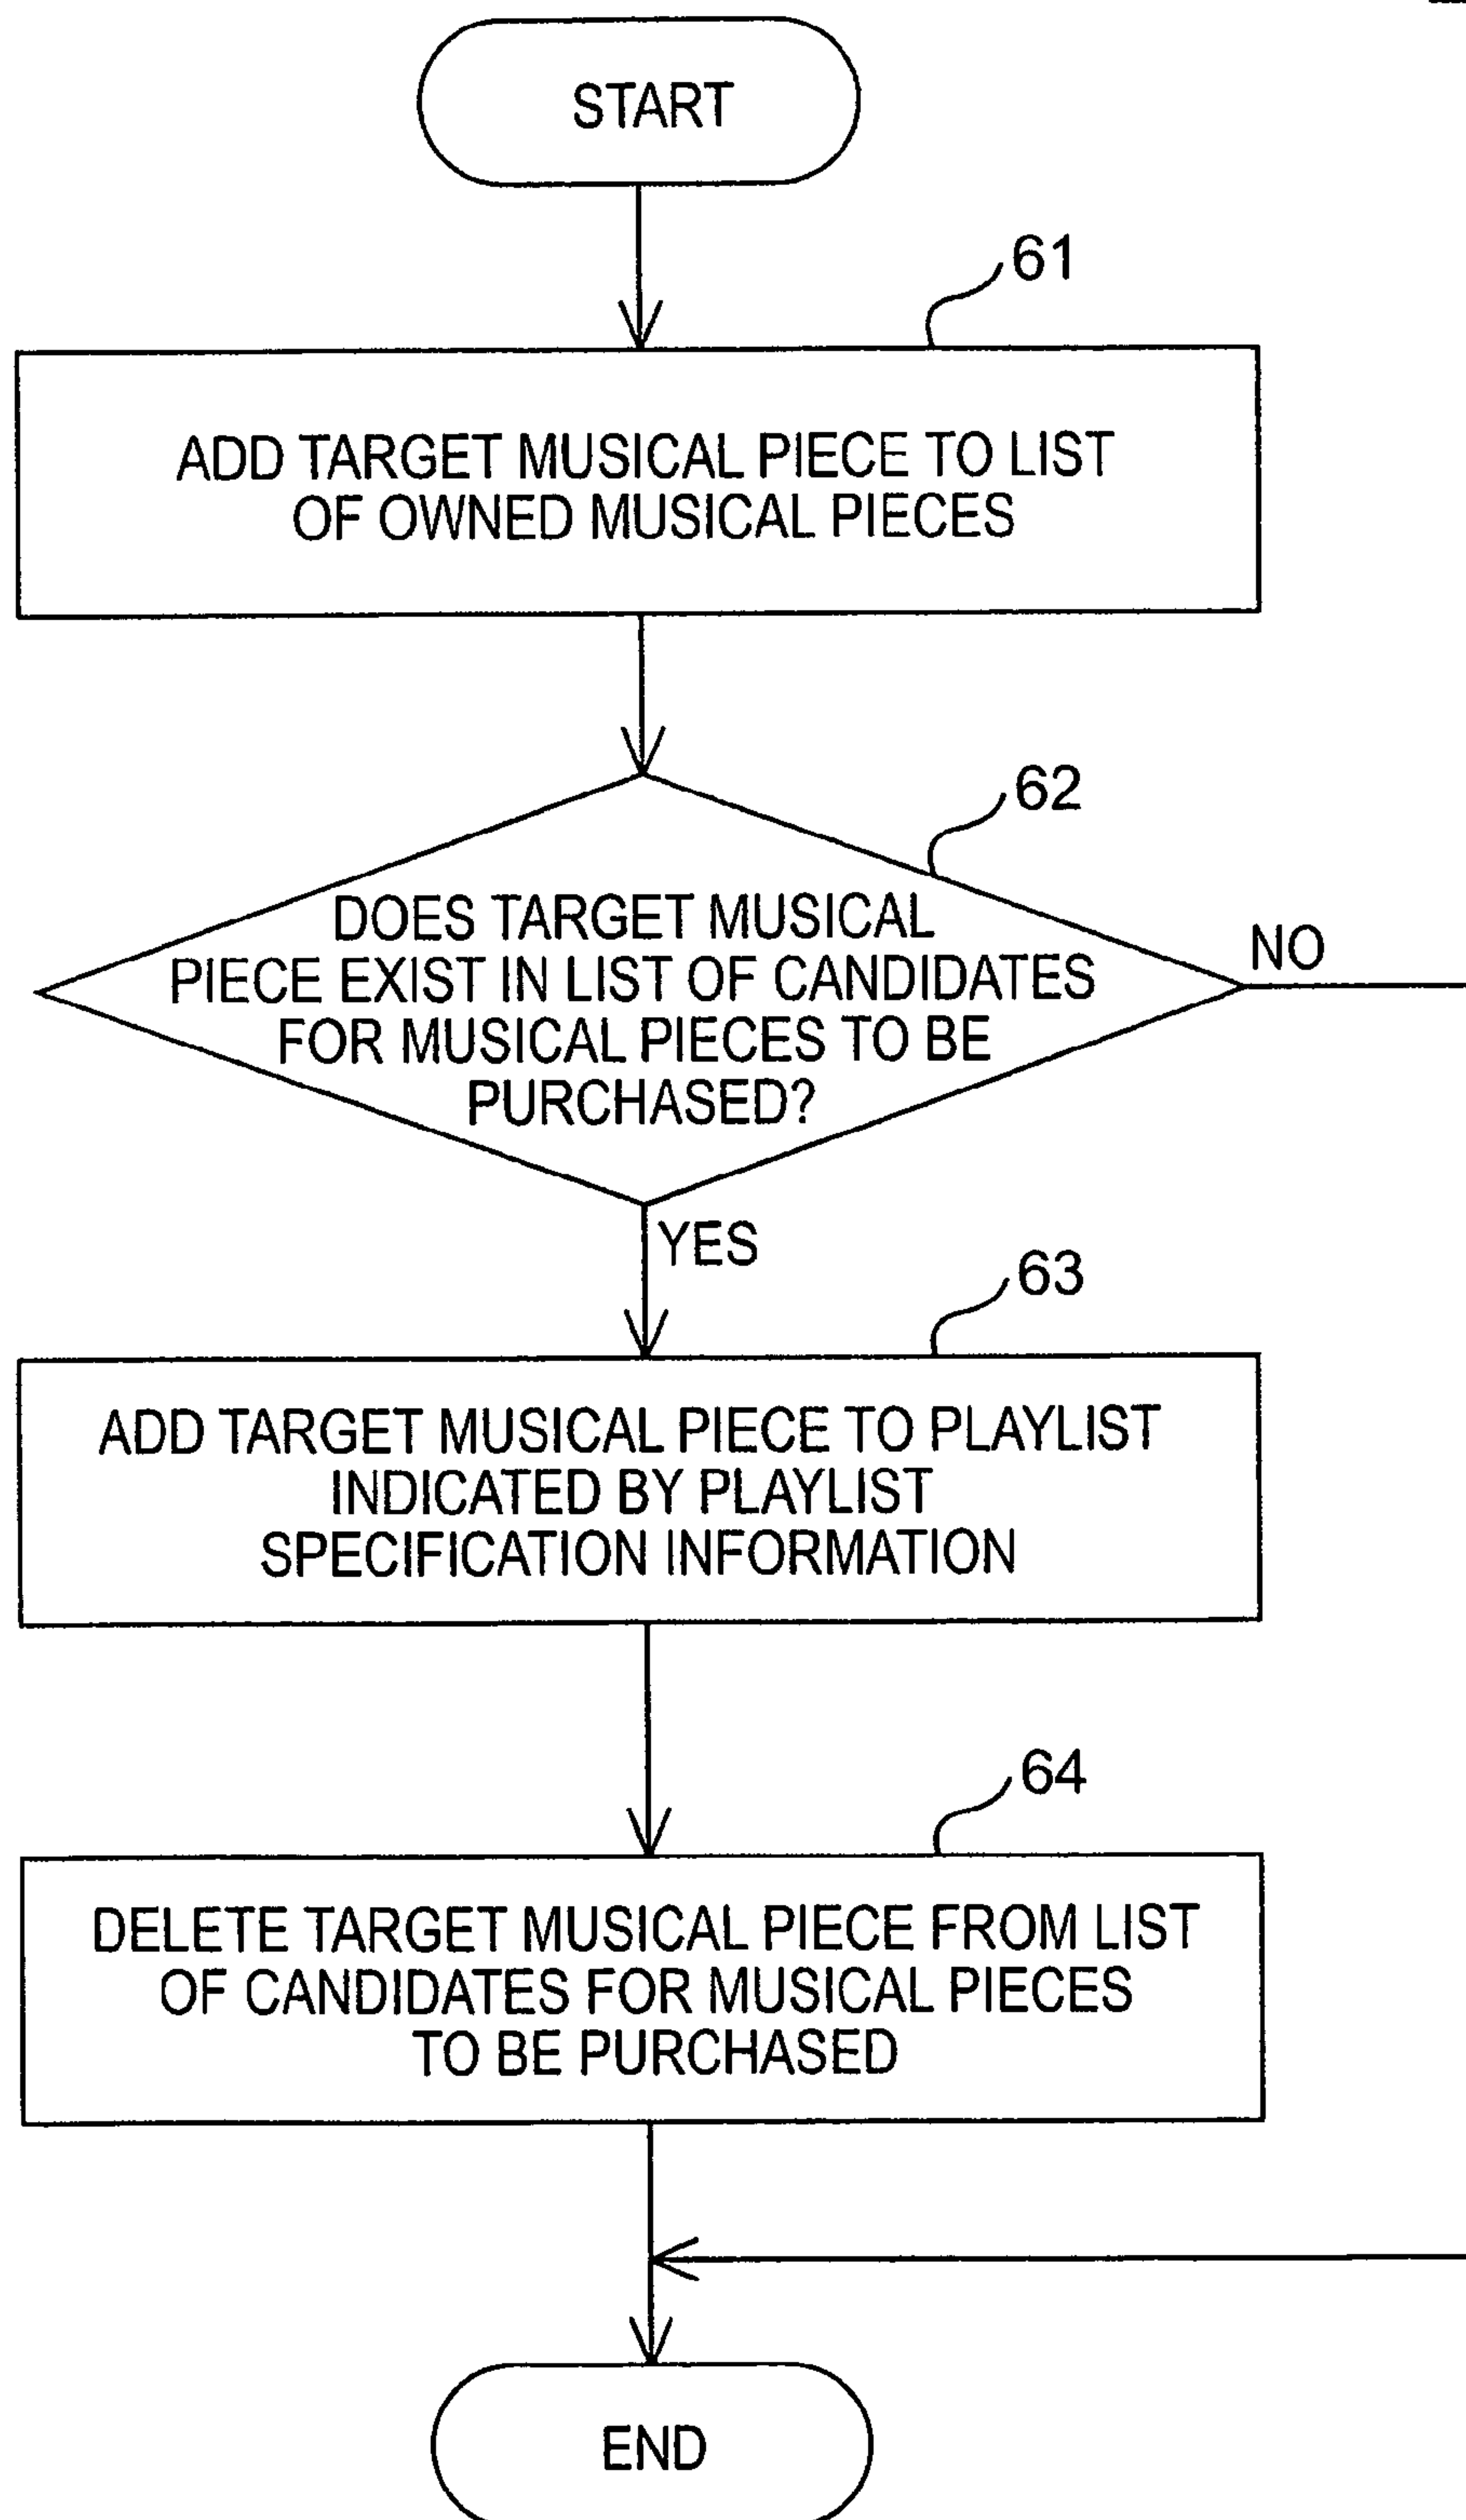 START
61
ADD TARGET MUSICAL PIECE TO LIST
OF OWNED MUSICAL PIECES
62
DOES TARGET MUSICAL
PIECE EXIST IN LIST OF CANDIDATES
FOR MUSICAL PIECES TO BE
PURCHASED?
NO
YES
63
ADD TARGET MUSICAL PIECE TO PLAYLIST
INDICATED BY PLAYLIST
SPECIFICATION INFORMATION
64
DELETE TARGET MUSICAL PIECE FROM LIST
OF CANDIDATES FOR MUSICAL PIECES
TO BE PURCHASED
END